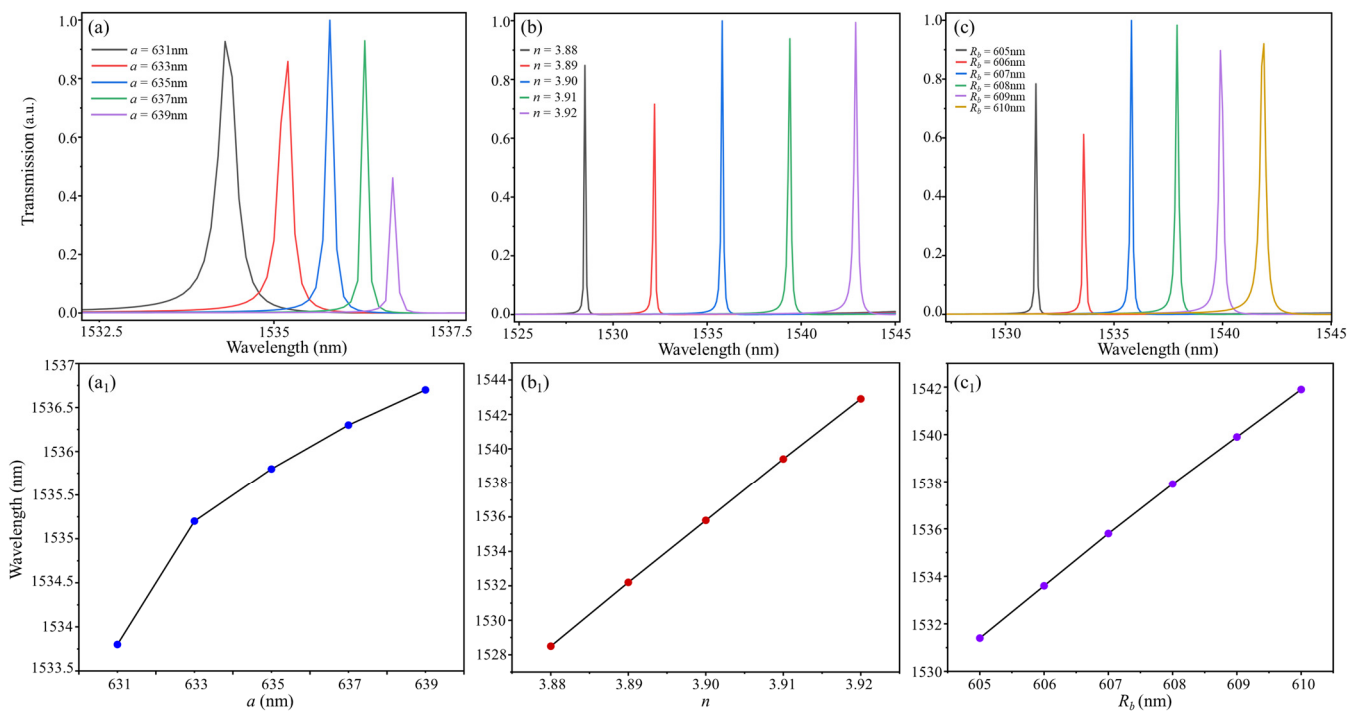 (a)
a = 631nm
a = 633nm
a = 635nm
a = 637nm
a = 639nm
Transmission (a.u.)
1.0
0.8
0.6
0.4
0.2
0.0
1532.5 1535 1537.5
Wavelength (nm)
(b)
n = 3.88
n = 3.89
n = 3.90
n = 3.91
n = 3.92
1.0
0.8
0.6
0.4
0.2
0.0
1525 1530 1535 1540 1545
Wavelength (nm)
(c)
R_b = 605nm
R_b = 606nm
R_b = 607nm
R_b = 608nm
R_b = 609nm
R_b = 610nm
1.0
0.8
0.6
0.4
0.2
0.0
1530 1535 1540 1545
Wavelength (nm)
(a₁)
Wavelength (nm)
1537
1536.5
1536
1535.5
1535
1534.5
1534
1533.5
631 633 635 637 639
a (nm)
(b₁)
1544
1542
1540
1538
1536
1534
1532
1530
1528
3.88 3.89 3.90 3.91 3.92
n
(c₁)
1542
1540
1538
1536
1534
1532
1530
605 606 607 608 609 610
R_b (nm)